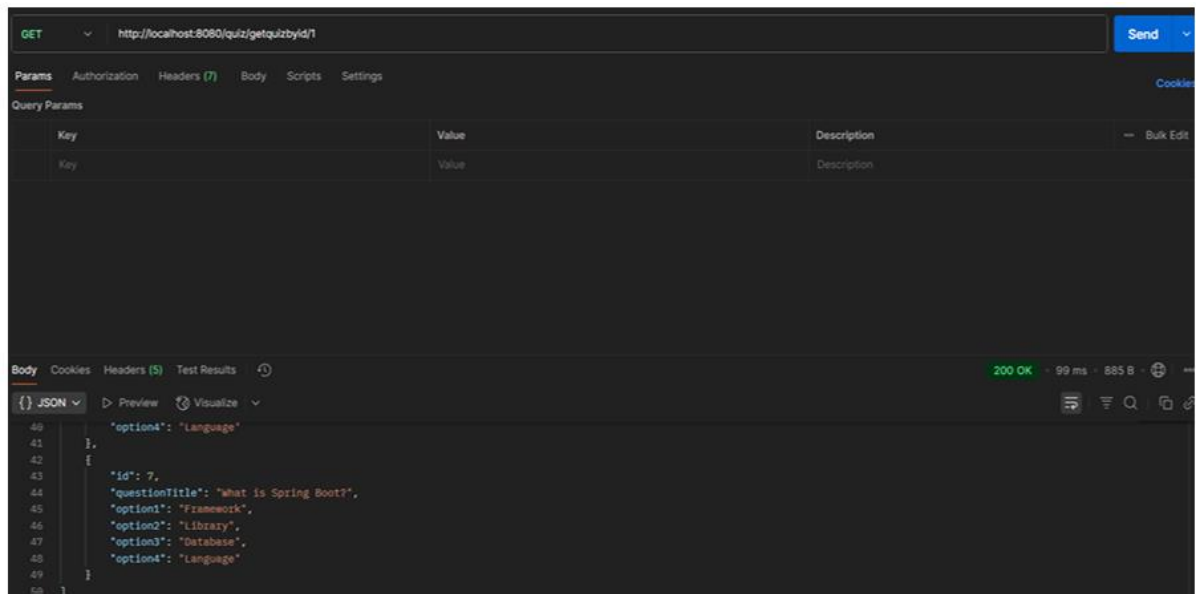 GET http://localhost:8080/quiz/getquizbyid/1 Send
Params Authorization Headers (7) Body Scripts Settings Cookies
Query Params
Key Value Description Bulk Edit
Key Value Description
Body Cookies Headers (5) Test Results 200 OK 99 ms 885 B
{} JSON Preview Visualize
40 "option4": "Language"
41 },
42 {
43 "id": 7,
44 "questionTitle": "What is Spring Boot?",
45 "option1": "Framework",
46 "option2": "Library",
47 "option3": "Database",
48 "option4": "Language"
49 }
50 ]